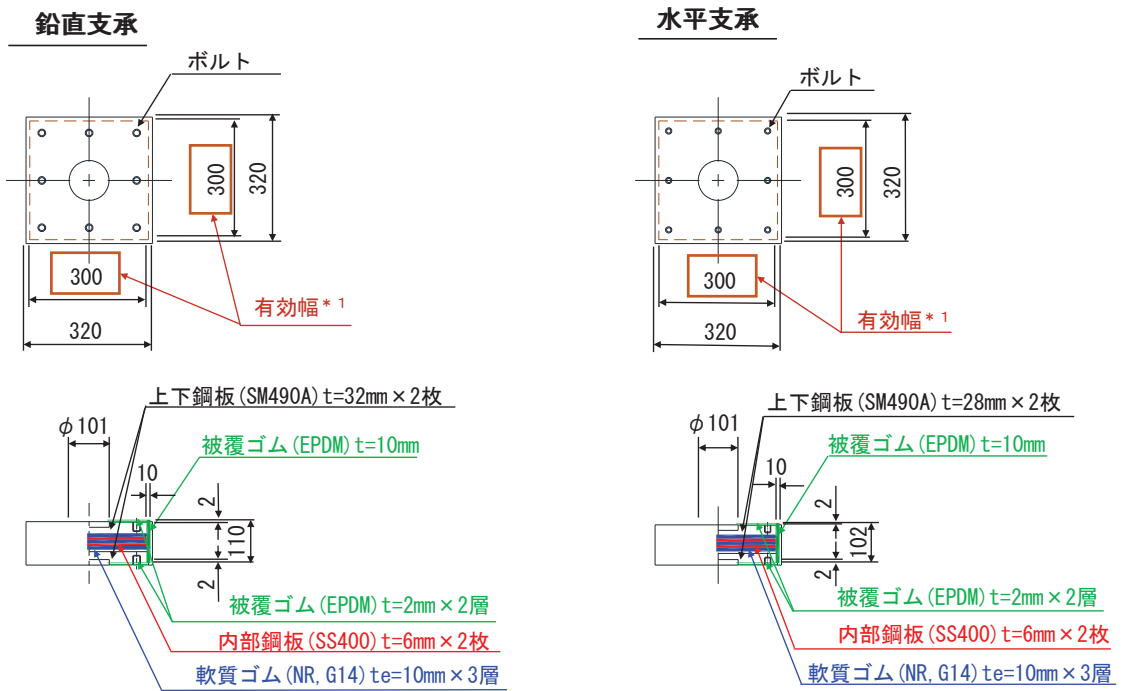 鉛直支承
ボルト
300
320
300
320
有効幅*1
上下鋼板(SM490A)t=32mm×2枚
φ101
被覆ゴム(EPDM)t=10mm
10
2
110
2
被覆ゴム(EPDM)t=2mm×2層
内部鋼板(SS400)t=6mm×2枚
軟質ゴム(NR,G14)te=10mm×3層
水平支承
ボルト
300
320
300
320
有効幅*1
上下鋼板(SM490A)t=28mm×2枚
φ101
被覆ゴム(EPDM)t=10mm
10
2
102
2
被覆ゴム(EPDM)t=2mm×2層
内部鋼板(SS400)t=6mm×2枚
軟質ゴム(NR,G14)te=10mm×3層